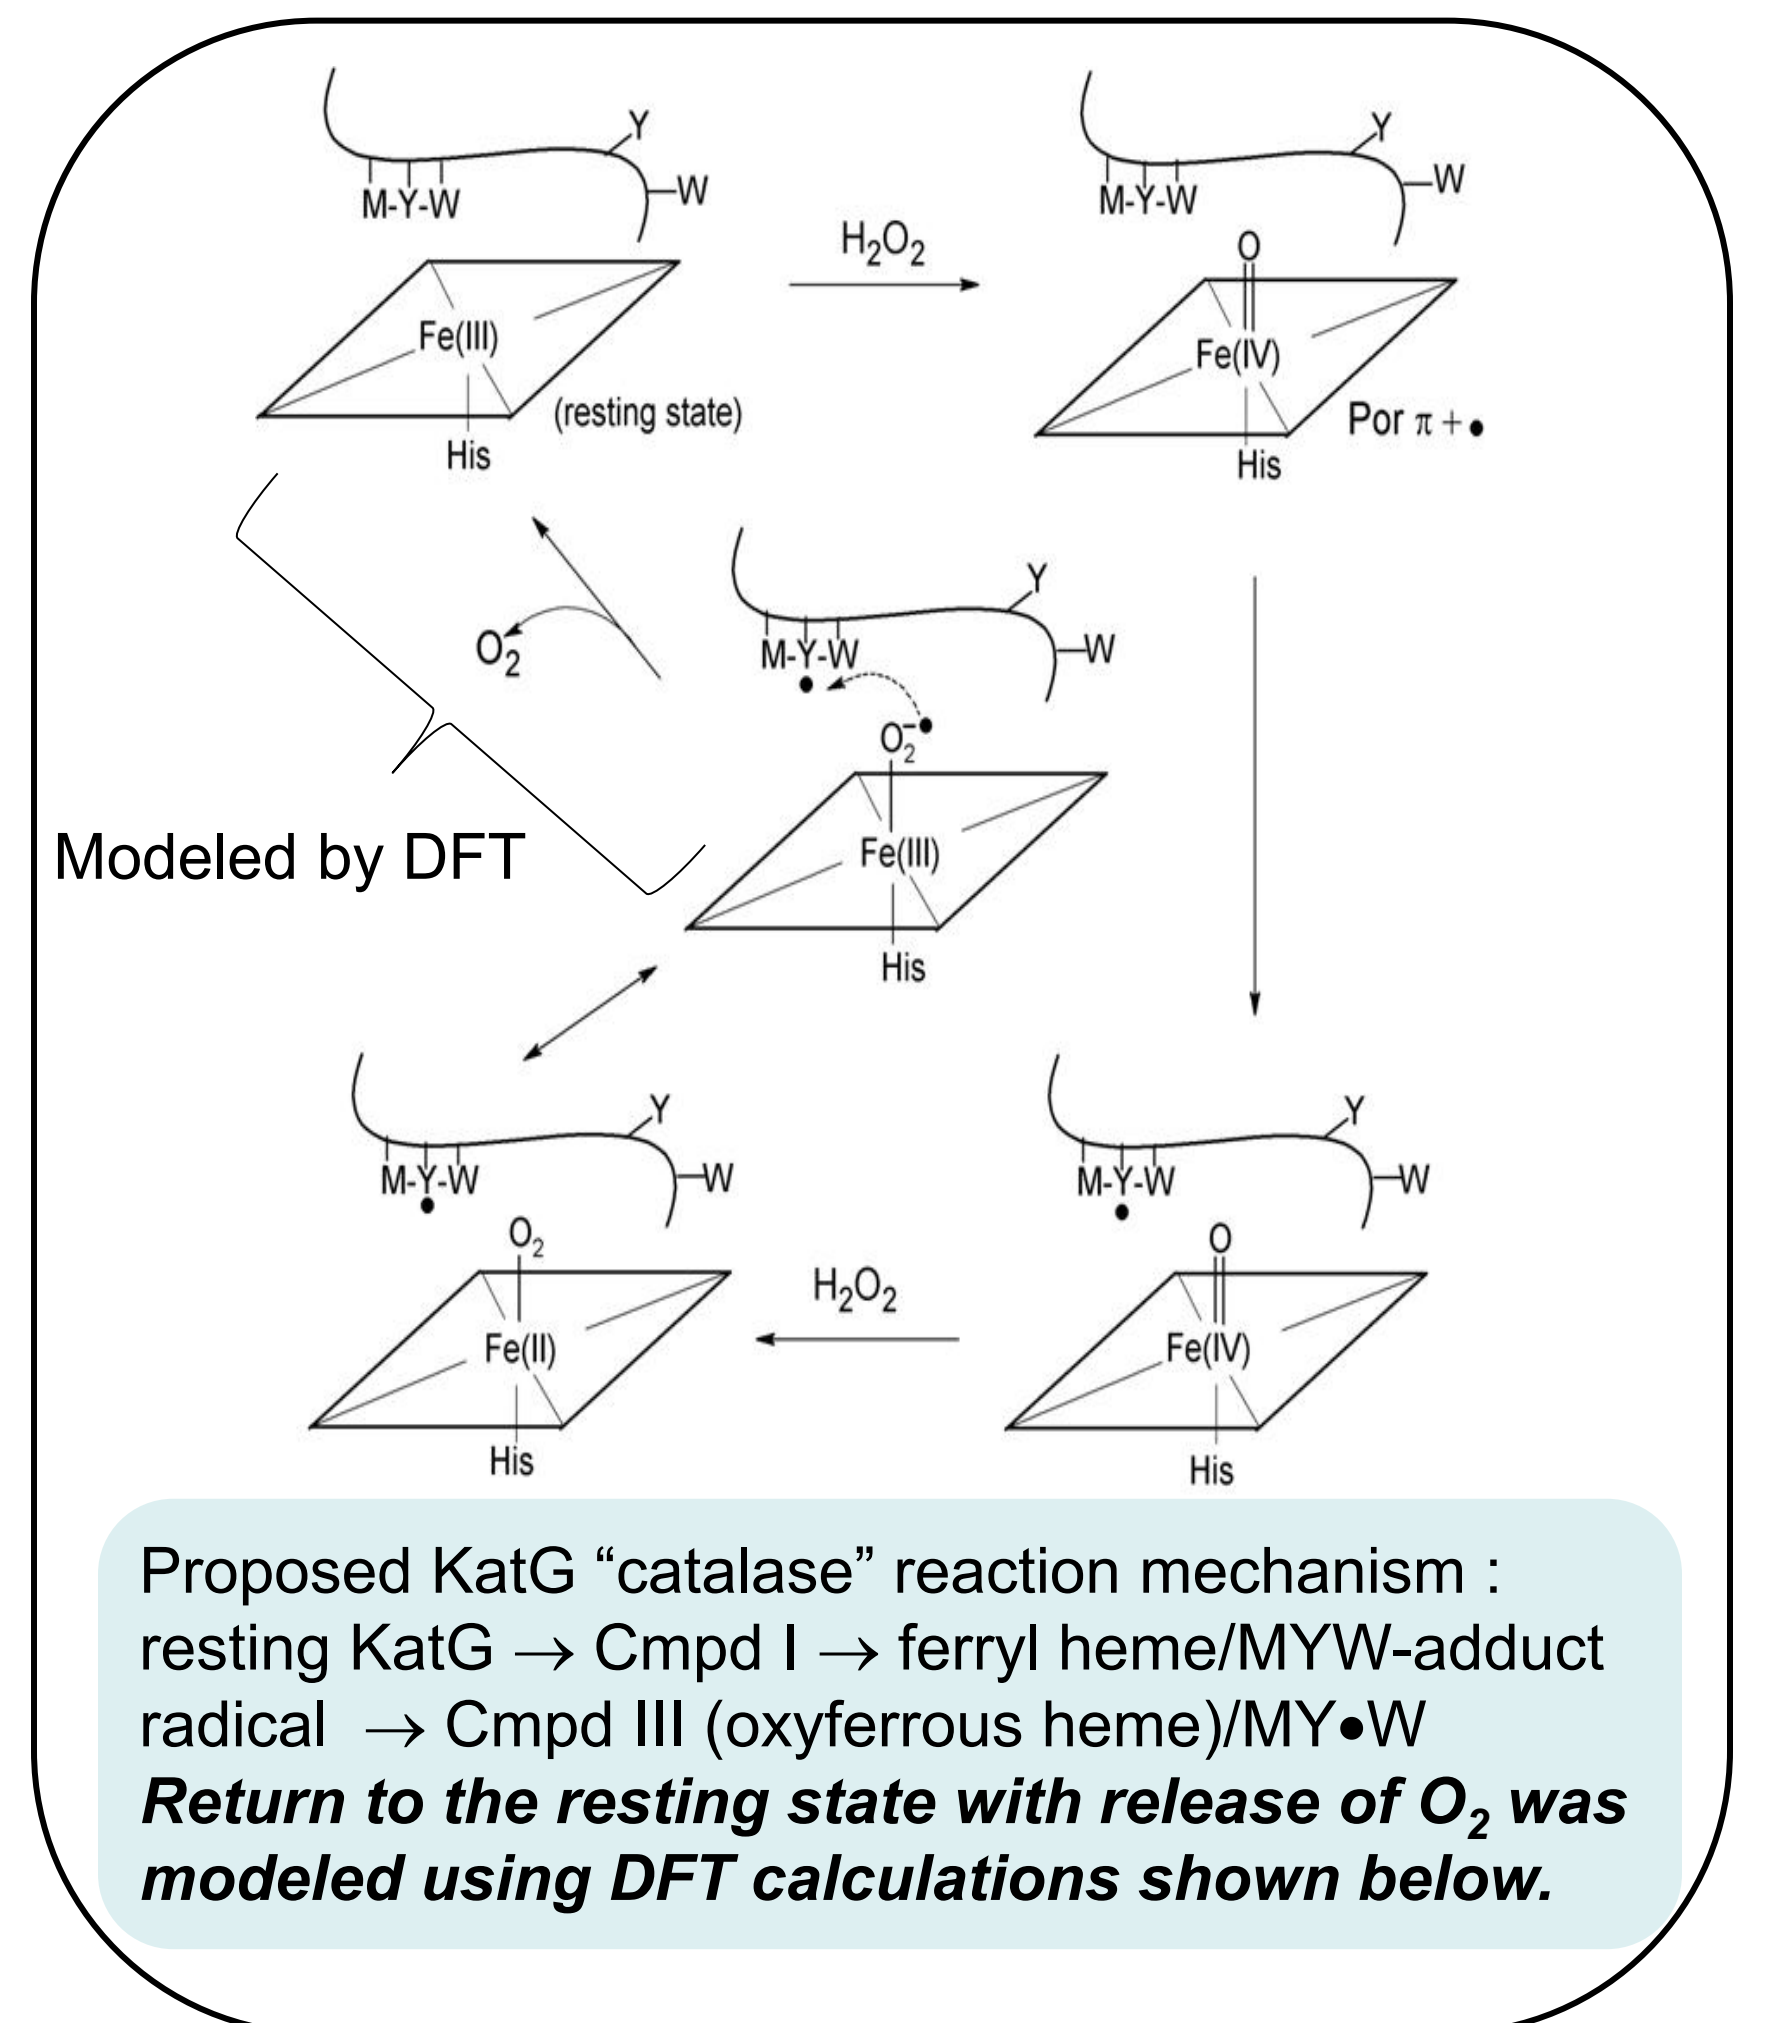 Y
M-Y-W
W
Fe(III)
His
(resting state)
H₂O₂
Y
M-Y-W
W
O
Fe(IV)
His
Por π + •
O₂
Y
M-Y-W
•
W
O₂⁻•
Fe(III)
His
Modeled by DFT
Y
M-Y-W
•
W
O₂
Fe(II)
His
H₂O₂
Y
M-Y-W
•
W
O
Fe(IV)
His
Proposed KatG “catalase” reaction mechanism :
resting KatG → Cmpd I → ferryl heme/MYW-adduct
radical → Cmpd III (oxyferrous heme)/MY●W
Return to the resting state with release of O₂ was
modeled using DFT calculations shown below.